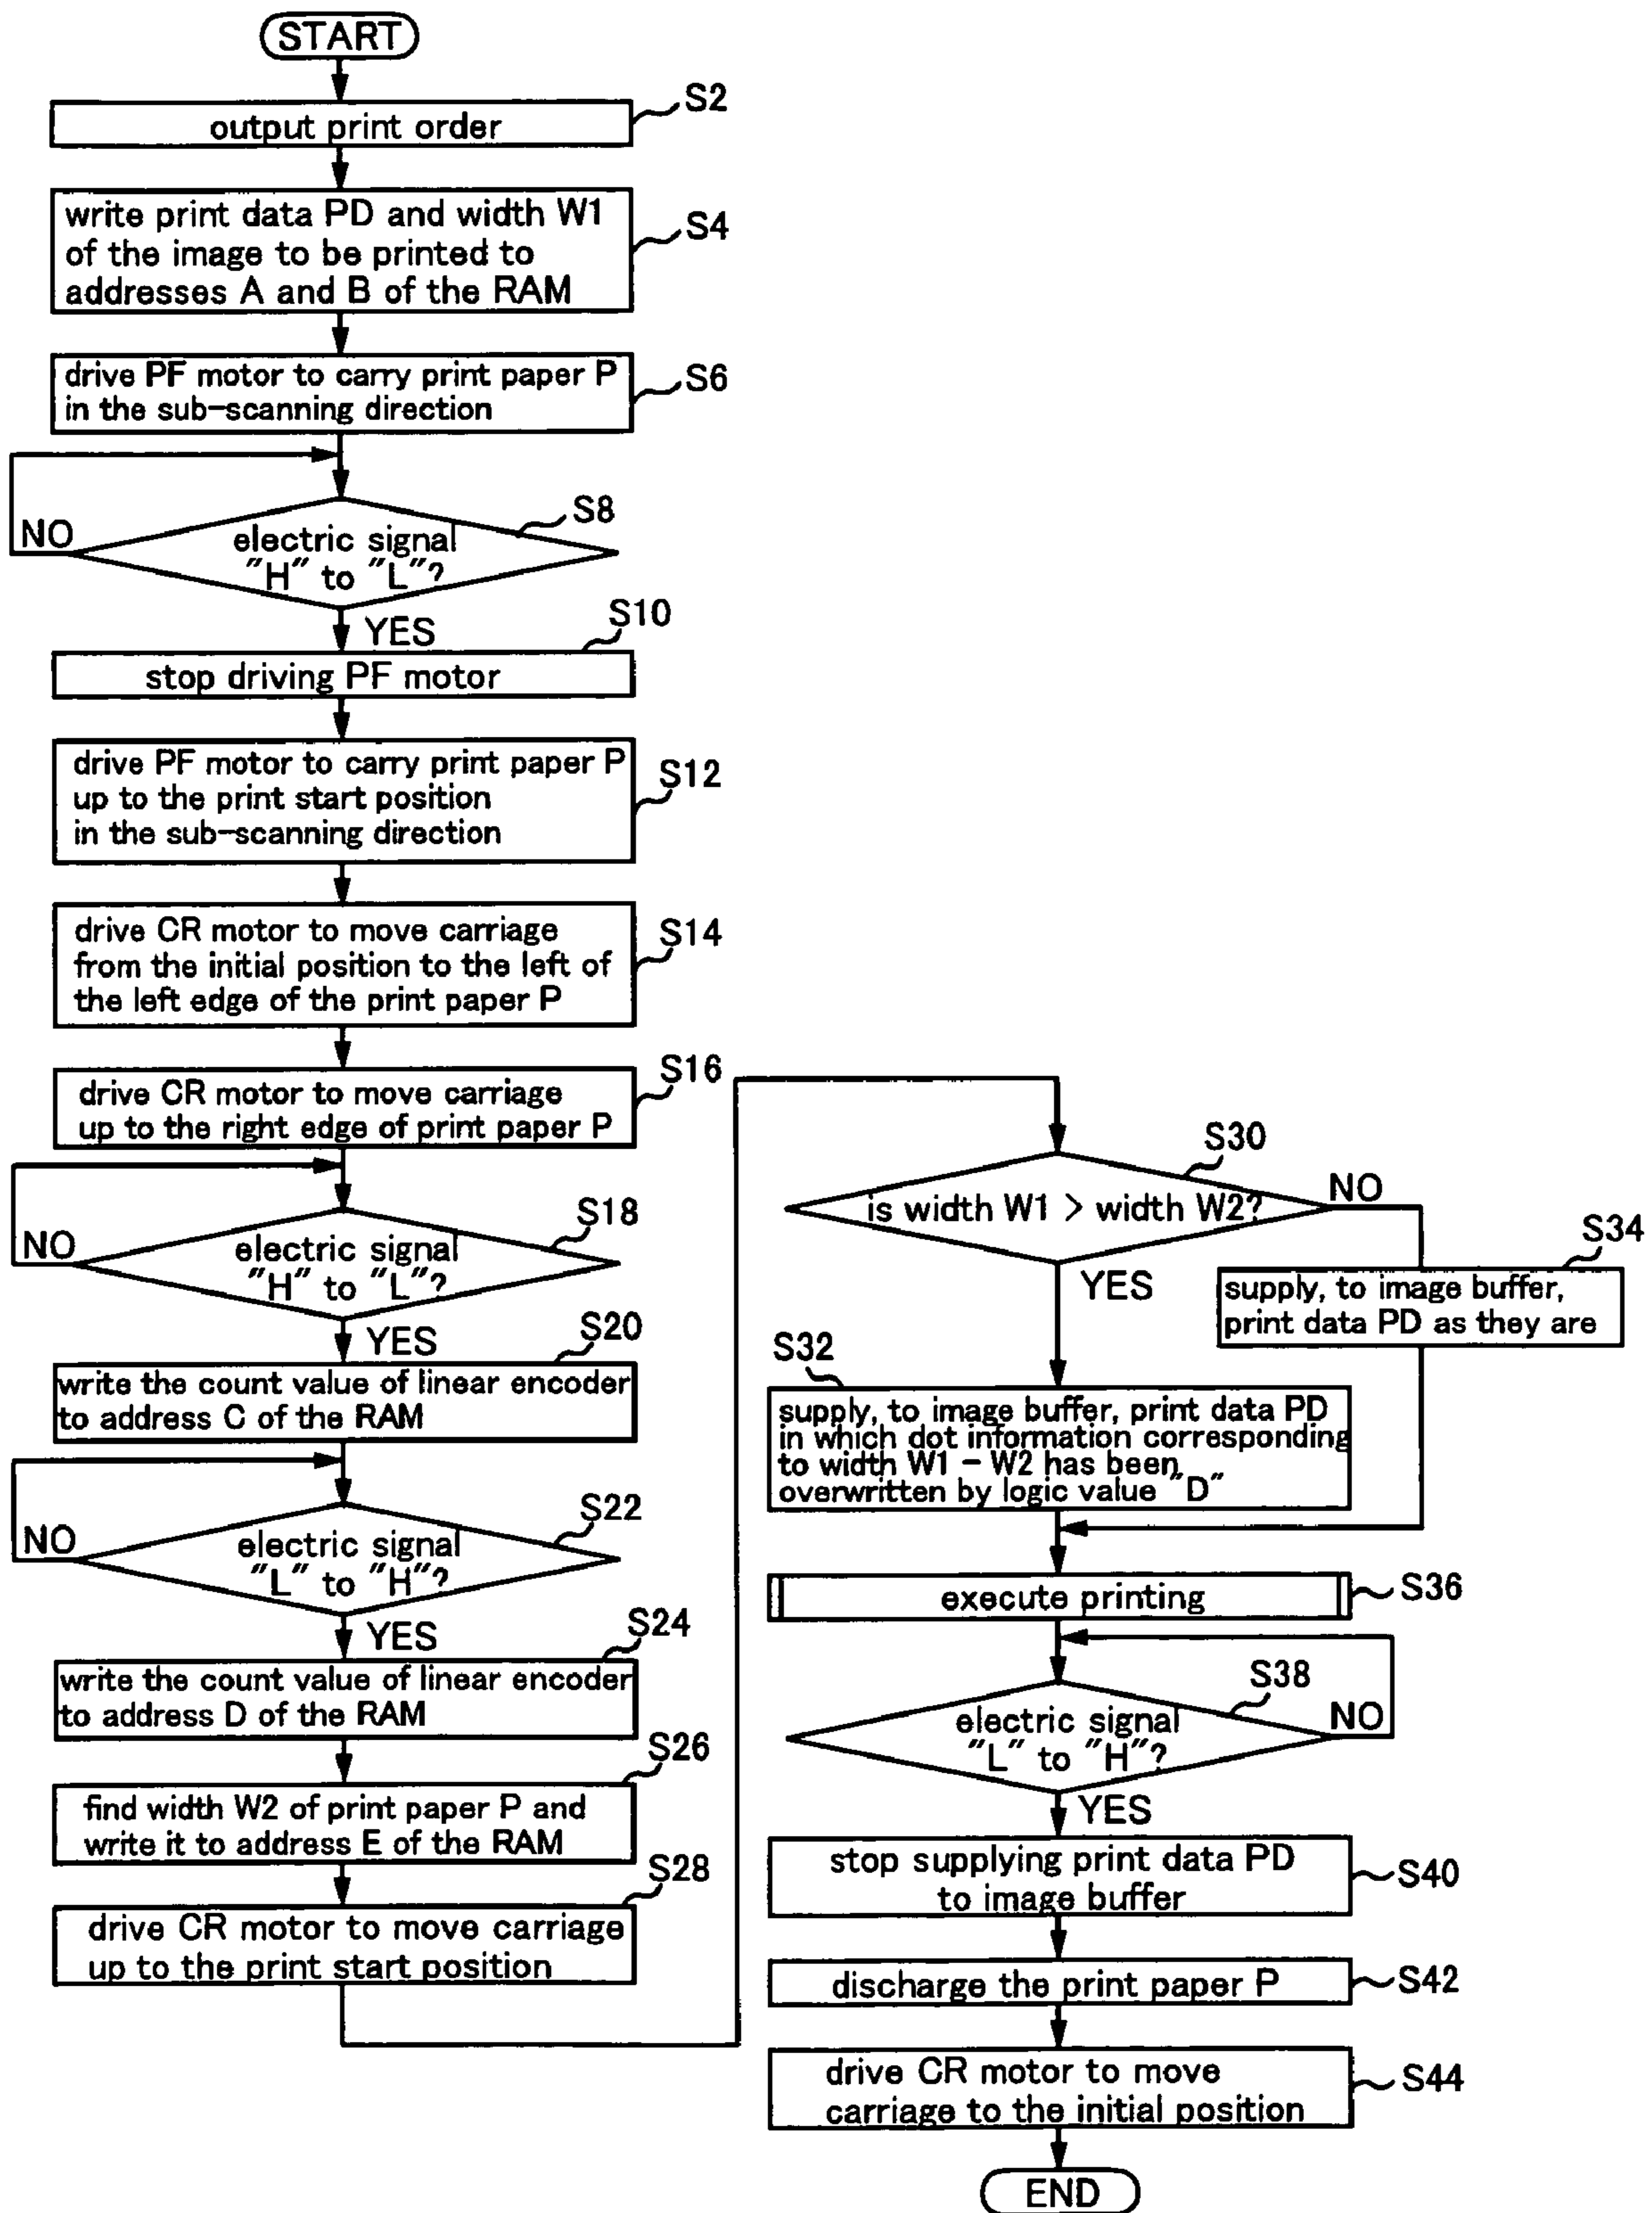 START
S2
output print order
S4
write print data PD and width W1
of the image to be printed to
addresses A and B of the RAM
S6
drive PF motor to carry print paper P
in the sub-scanning direction
S8
NO
electric signal
"H" to "L"?
YES
S10
stop driving PF motor
S12
drive PF motor to carry print paper P
up to the print start position
in the sub-scanning direction
S14
drive CR motor to move carriage
from the initial position to the left of
the left edge of the print paper P
S16
drive CR motor to move carriage
up to the right edge of print paper P
S18
NO
electric signal
"H" to "L"?
YES
S20
write the count value of linear encoder
to address C of the RAM
S22
NO
electric signal
"L" to "H"?
YES
S24
write the count value of linear encoder
to address D of the RAM
S26
find width W2 of print paper P and
write it to address E of the RAM
S28
drive CR motor to move carriage
up to the print start position
S30
is width W1 > width W2?
NO
YES
S34
supply, to image buffer,
print data PD as they are
S32
supply, to image buffer, print data PD
in which dot information corresponding
to width W1 - W2 has been
overwritten by logic value "D"
S36
execute printing
S38
electric signal
"L" to "H"?
NO
YES
S40
stop supplying print data PD
to image buffer
S42
discharge the print paper P
S44
drive CR motor to move
carriage to the initial position
END